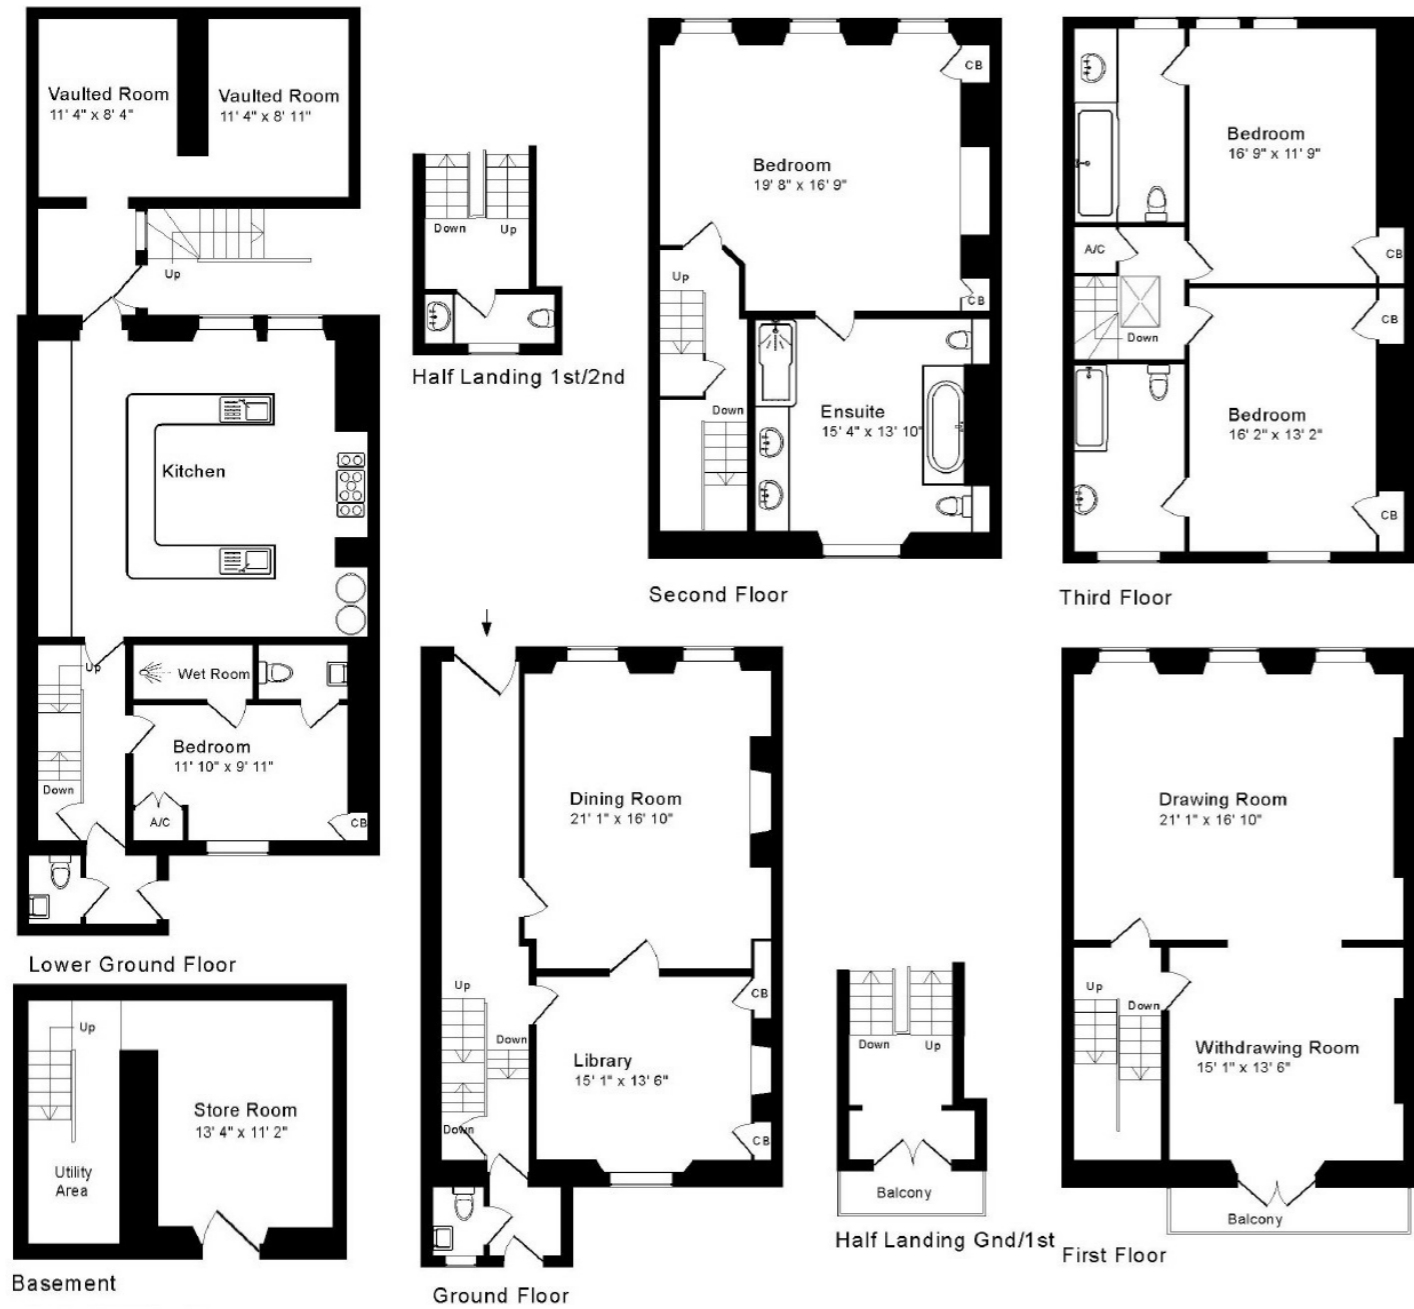 Vaulted Room
11' 4" x 8' 4"
Vaulted Room
11' 4" x 8' 11"
Up
Kitchen
Up
Wet Room
Bedroom
11' 10" x 9' 11"
Down
A/C
CB
Lower Ground Floor
Down
Up
Half Landing 1st/2nd
CB
Bedroom
19' 8" x 16' 9"
Up
CB
Down
Ensuite
15' 4" x 13' 10"
Second Floor
Bedroom
16' 9" x 11' 9"
A/C
CB
CB
Down
Bedroom
16' 2" x 13' 2"
CB
Third Floor
Up
Store Room
13' 4" x 11' 2"
Utility
Area
Basement
Dining Room
21' 1" x 16' 10"
Up
CB
Down
Library
15' 1" x 13' 6"
Down
CB
Ground Floor
Down
Up
Balcony
Half Landing Gnd/1st
Drawing Room
21' 1" x 16' 10"
Up
Down
Withdrawing Room
15' 1" x 13' 6"
Balcony
First Floor